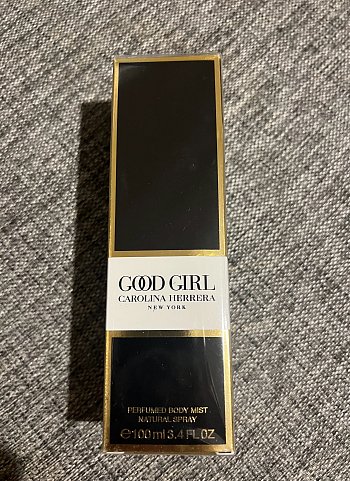 GOOD GIRL
CAROLINA HERRERA
NEW YORK
PERFUMED BODY MIST
NATURAL SPRAY
℮100ml 3.4 FL.OZ